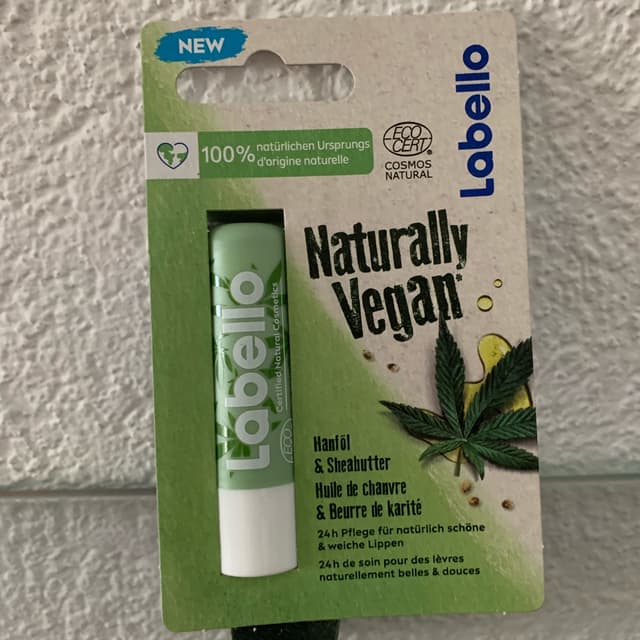 NEW
100% natürlichen Ursprungs
d'origine naturelle
ECO
CERT®
COSMOS
NATURAL
Labello
Naturally
Vegan*
Labello
Certified Natural Cosmetics
Hanföl
& Sheabutter
Huile de chanvre
& Beurre de karité
24h Pflege für natürlich schöne
& weiche Lippen
24h de soin pour des lèvres
naturellement belles & douces